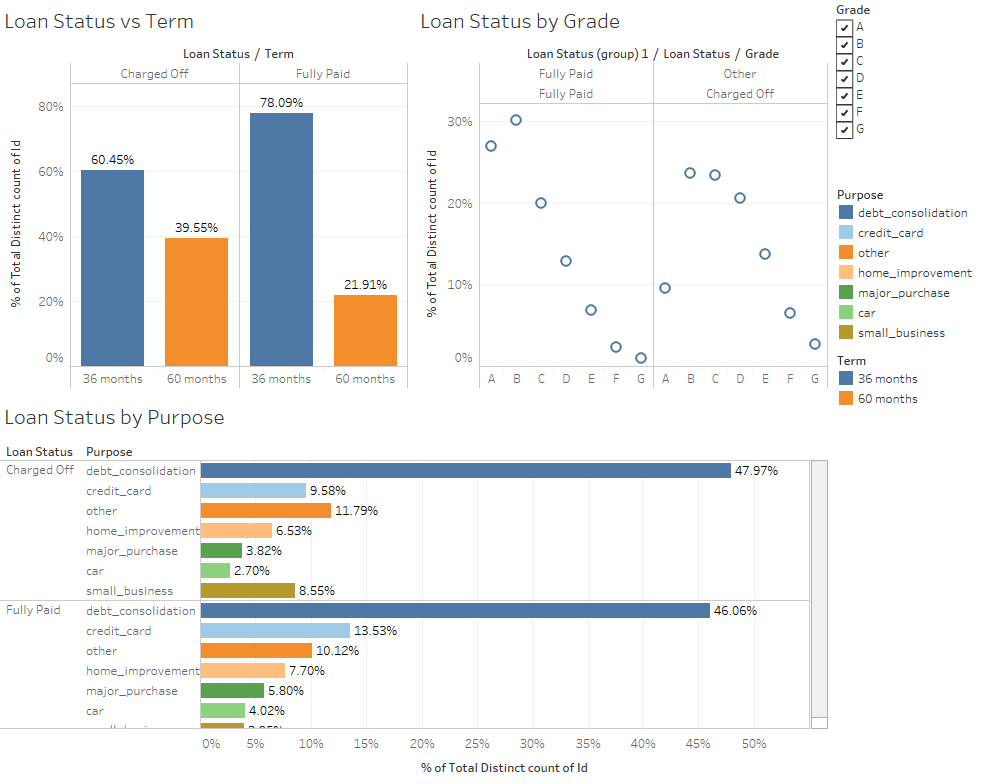 Loan Status vs Term
Loan Status / Term
Charged Off
Fully Paid
% of Total Distinct count of Id
80%
60%
40%
20%
0%
60.45%
39.55%
78.09%
21.91%
36 months
60 months
36 months
60 months
Loan Status by Grade
Loan Status (group) 1 / Loan Status / Grade
Fully Paid
Other
Fully Paid
Charged Off
% of Total Distinct count of Id
30%
20%
10%
0%
A B C D E F G A B C D E F G
Grade
A
B
C
D
E
F
G
Purpose
debt_consolidation
credit_card
other
home_improvement
major_purchase
car
small_business
Term
36 months
60 months
Loan Status by Purpose
Loan Status Purpose
Charged Off debt_consolidation 47.97%
credit_card 9.58%
other 11.79%
home_improvement 6.53%
major_purchase 3.82%
car 2.70%
small_business 8.55%
Fully Paid debt_consolidation 46.06%
credit_card 13.53%
other 10.12%
home_improvement 7.70%
major_purchase 5.80%
car 4.02%
0% 5% 10% 15% 20% 25% 30% 35% 40% 45% 50%
% of Total Distinct count of Id